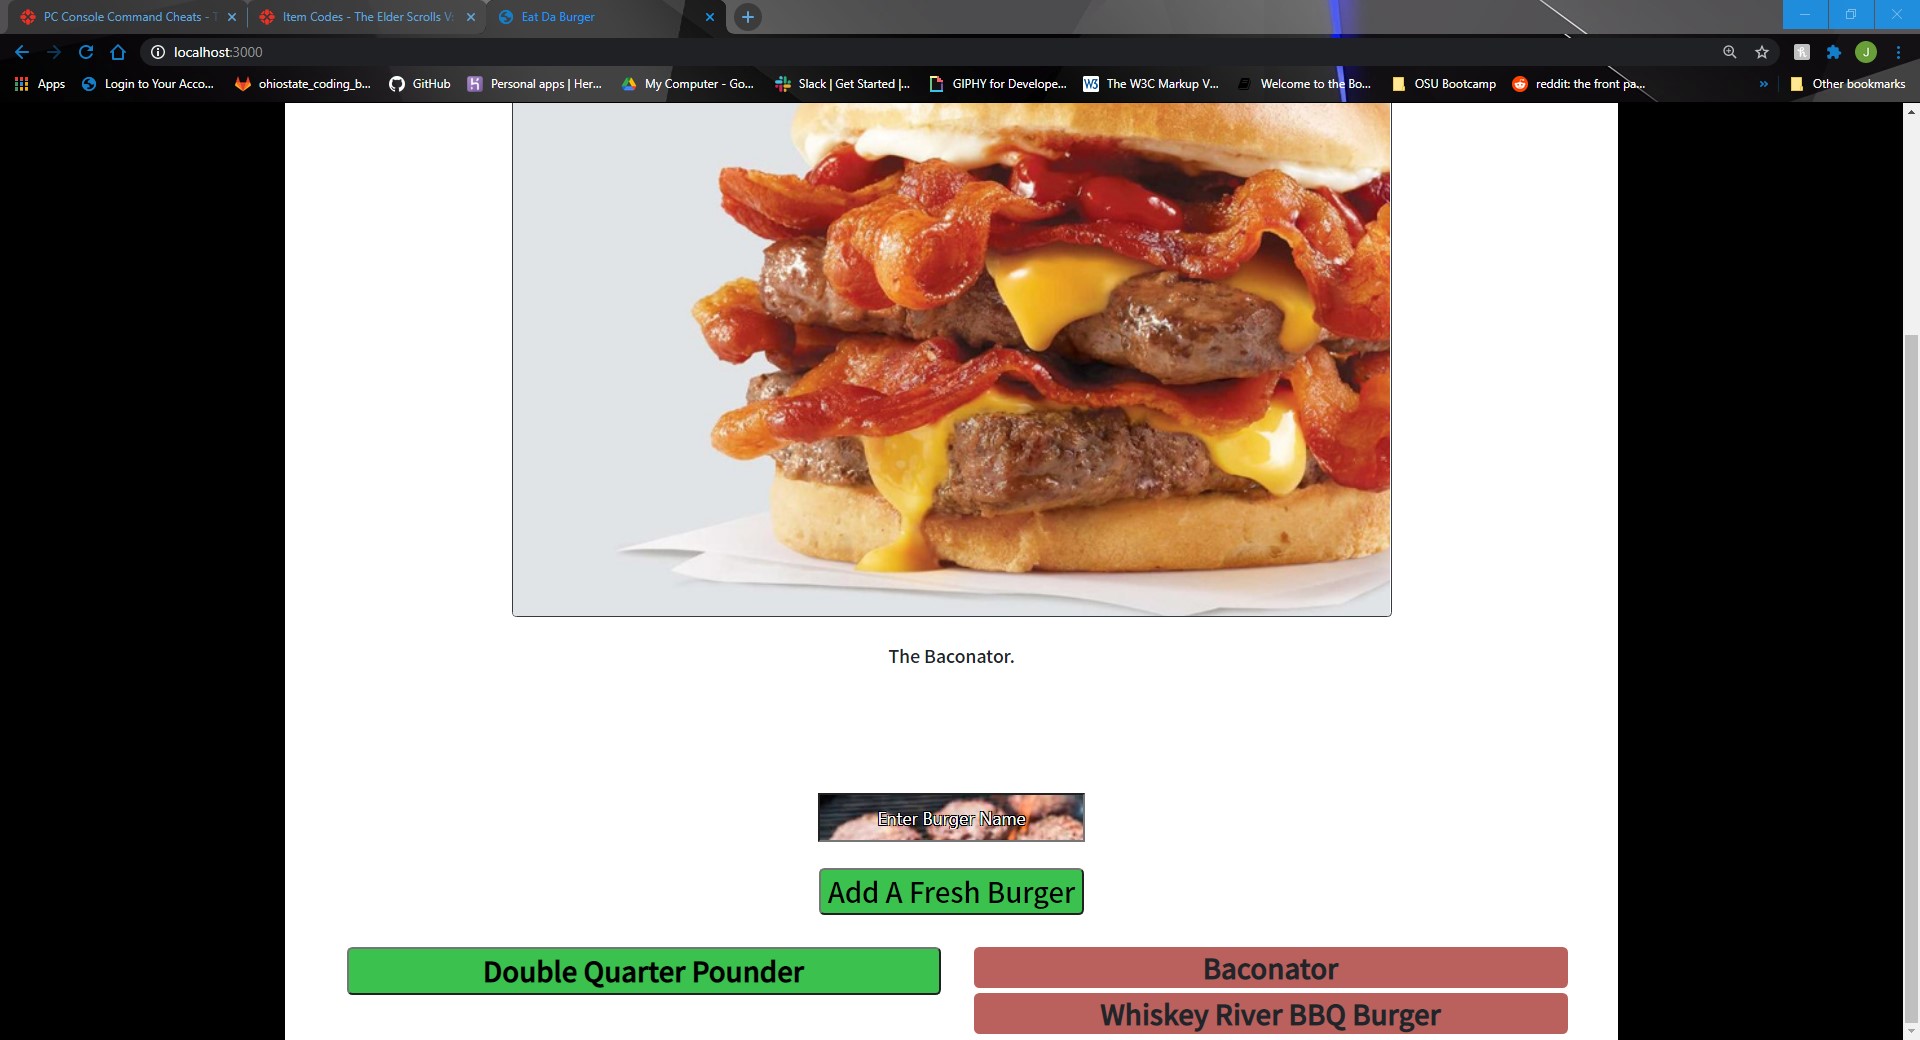 PC Console Command Cheats - T
Item Codes - The Elder Scrolls V:
Eat Da Burger
localhost:3000
Apps
Login to Your Acco...
ohiostate_coding_b...
GitHub
Personal apps | Her...
My Computer - Go...
Slack | Get Started |...
GIPHY for Develope...
The W3C Markup V...
Welcome to the Bo...
OSU Bootcamp
reddit: the front pa...
Other bookmarks
The Baconator.
Enter Burger Name
Add A Fresh Burger
Double Quarter Pounder
Baconator
Whiskey River BBQ Burger